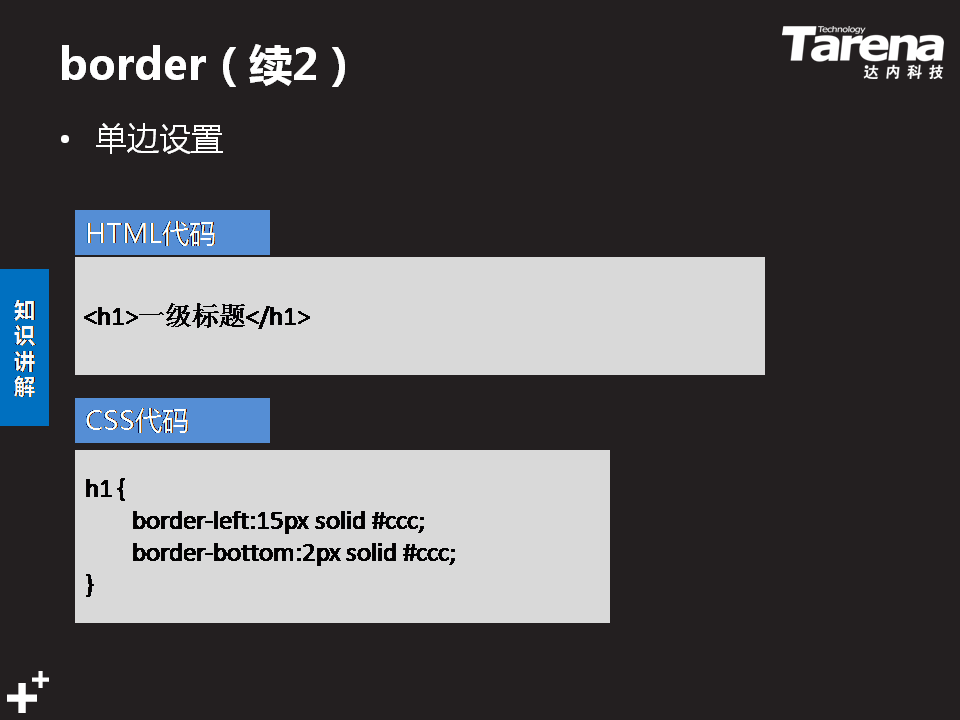 border（续2）
Technology
Tarena
达内科技
• 单边设置
HTML代码
<h1>一级标题</h1>
知识讲解
CSS代码
h1 {
border-left:15px solid #ccc;
border-bottom:2px solid #ccc;
}